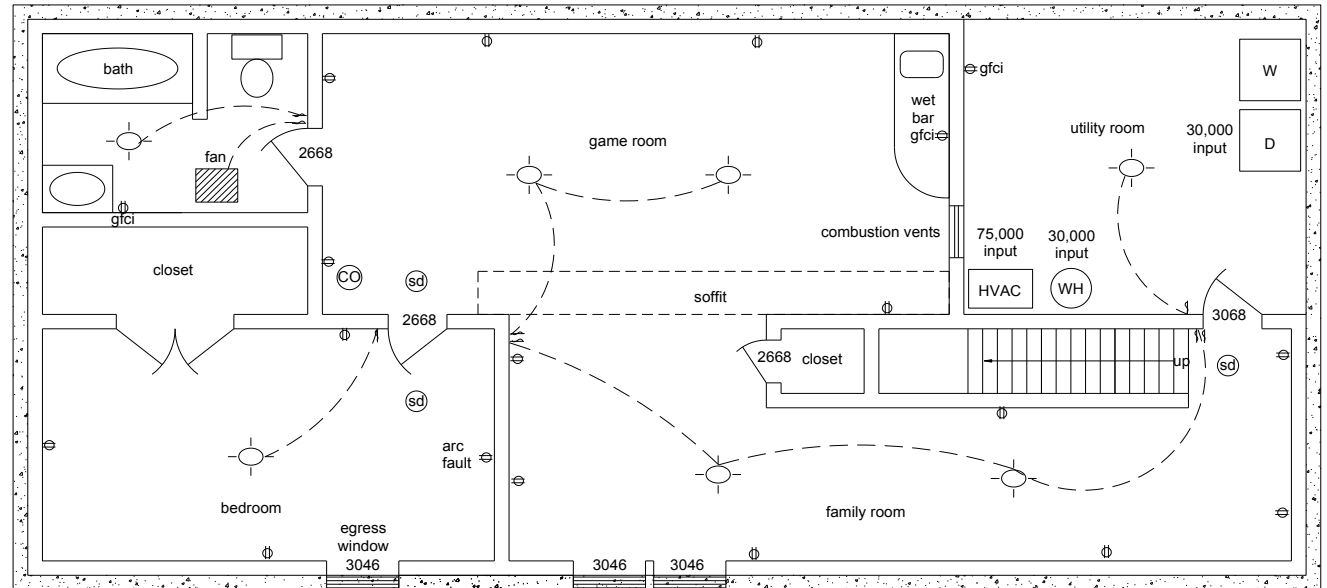 bath
fan
gfci
2668
game room
wet
bar
gfci
gfci
utility room
W
30,000
input
D
combustion vents
75,000
input
30,000
input
HVAC
WH
closet
CO
sd
soffit
2668
3068
2668
closet
up
sd
sd
arc
fault
bedroom
egress
window
3046
family room
3046
3046